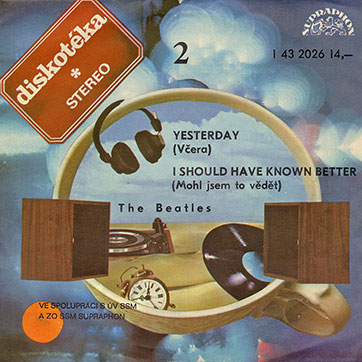 diskotéka
*
STEREO
SUPRAPHON
2
1 43 2026 14,—
YESTERDAY
(Včera)
I SHOULD HAVE KNOWN BETTER
(Mohl jsem to vědět)
The Beatles
VE SPOLUPRÁCI S ÚV SSM
A ZO SSM SUPRAPHON